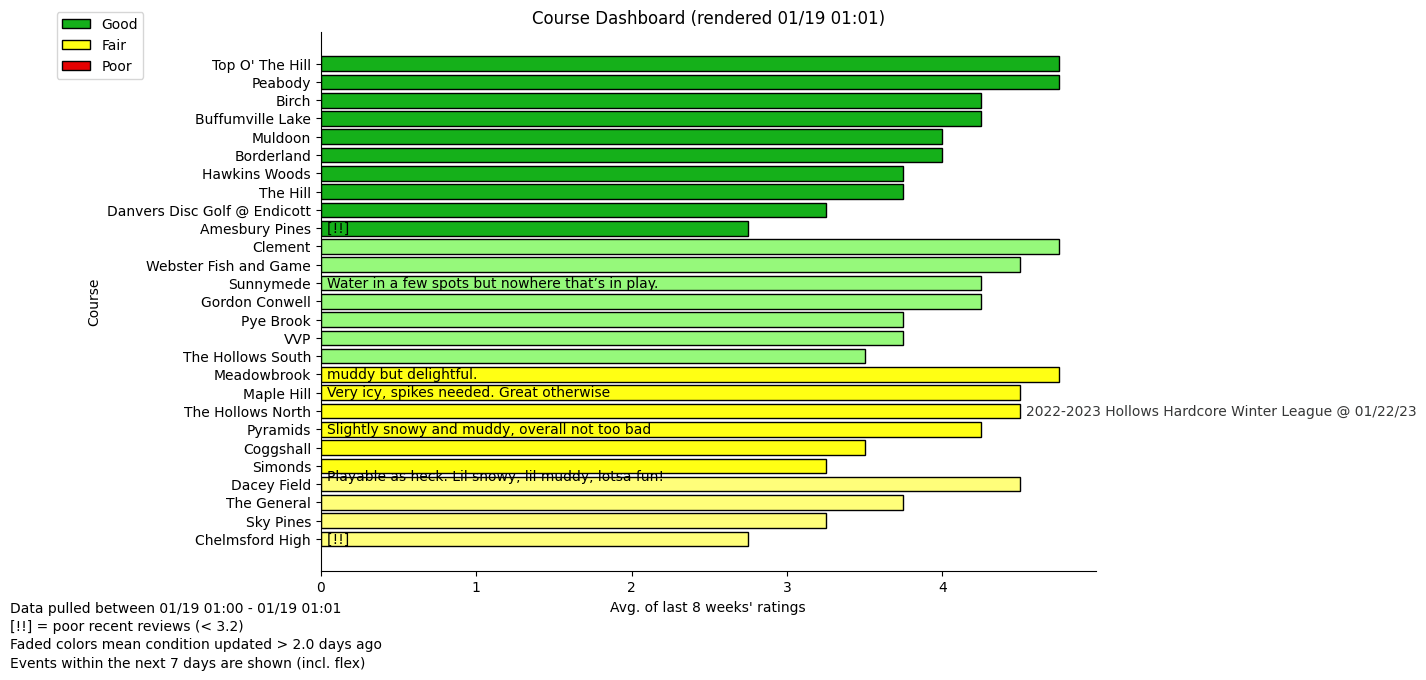 Course Dashboard (rendered 01/19 01:01)
Good
Fair
Poor
Course
Top O' The Hill
Peabody
Birch
Buffumville Lake
Muldoon
Borderland
Hawkins Woods
The Hill
Danvers Disc Golf @ Endicott
Amesbury Pines [!!]
Clement
Webster Fish and Game
Sunnymede Water in a few spots but nowhere that’s in play.
Gordon Conwell
Pye Brook
VVP
The Hollows South
Meadowbrook muddy but delightful.
Maple Hill Very icy, spikes needed. Great otherwise
The Hollows North 2022-2023 Hollows Hardcore Winter League @ 01/22/23
Pyramids Slightly snowy and muddy, overall not too bad
Coggshall
Simonds
Playable as heck. Lil snowy, lil muddy, lotsa fun!
Dacey Field
The General
Sky Pines
Chelmsford High [!!]
0 1 2 3 4
Avg. of last 8 weeks' ratings
Data pulled between 01/19 01:00 - 01/19 01:01
[!!] = poor recent reviews (< 3.2)
Faded colors mean condition updated > 2.0 days ago
Events within the next 7 days are shown (incl. flex)